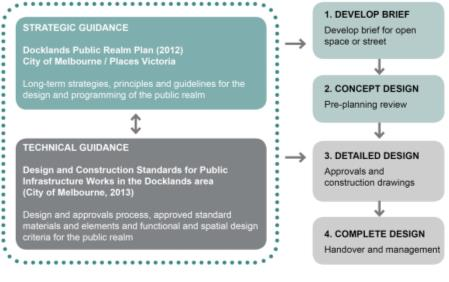 STRATEGIC GUIDANCE
Docklands Public Realm Plan (2012)
City of Melbourne / Places Victoria
Long-term strategies, principles and guidelines for the
design and programming of the public realm
TECHNICAL GUIDANCE
Design and Construction Standards for Public
Infrastructure Works in the Docklands area
(City of Melbourne, 2013)
Design and approvals process, approved standard
materials and elements and functional and spatial design
criteria for the public realm
1. DEVELOP BRIEF
Develop brief for open
space or street
2. CONCEPT DESIGN
Pre-planning review
3. DETAILED DESIGN
Approvals and
construction drawings
4. COMPLETE DESIGN
Handover and management